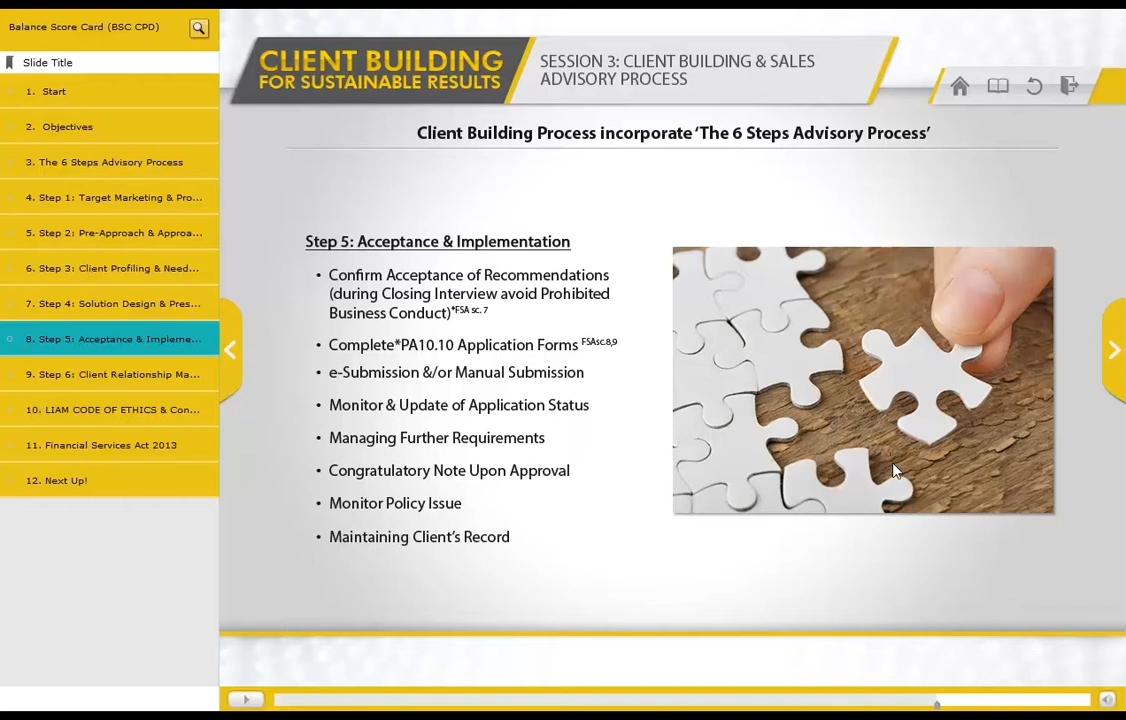 Balance Score Card (BSC CPD)
Slide Title
1. Start
2. Objectives
3. The 6 Steps Advisory Process
4. Step 1: Target Marketing & Pro...
5. Step 2: Pre-Approach & Approa...
6. Step 3: Client Profiling & Need...
7. Step 4: Solution Design & Pres...
8. Step 5: Acceptance & Impleme...
9. Step 6: Client Relationship Ma...
10. LIAM CODE OF ETHICS & Con...
11. Financial Services Act 2013
12. Next Up!
CLIENT BUILDING
FOR SUSTAINABLE RESULTS
SESSION 3: CLIENT BUILDING & SALES
ADVISORY PROCESS
Client Building Process incorporate ‘The 6 Steps Advisory Process’
Step 5: Acceptance & Implementation
• Confirm Acceptance of Recommendations
(during Closing Interview avoid Prohibited
Business Conduct)*FSA sc. 7
• Complete*PA10.10 Application Forms FSAsc.8,9
• e-Submission &/or Manual Submission
• Monitor & Update of Application Status
• Managing Further Requirements
• Congratulatory Note Upon Approval
• Monitor Policy Issue
• Maintaining Client’s Record